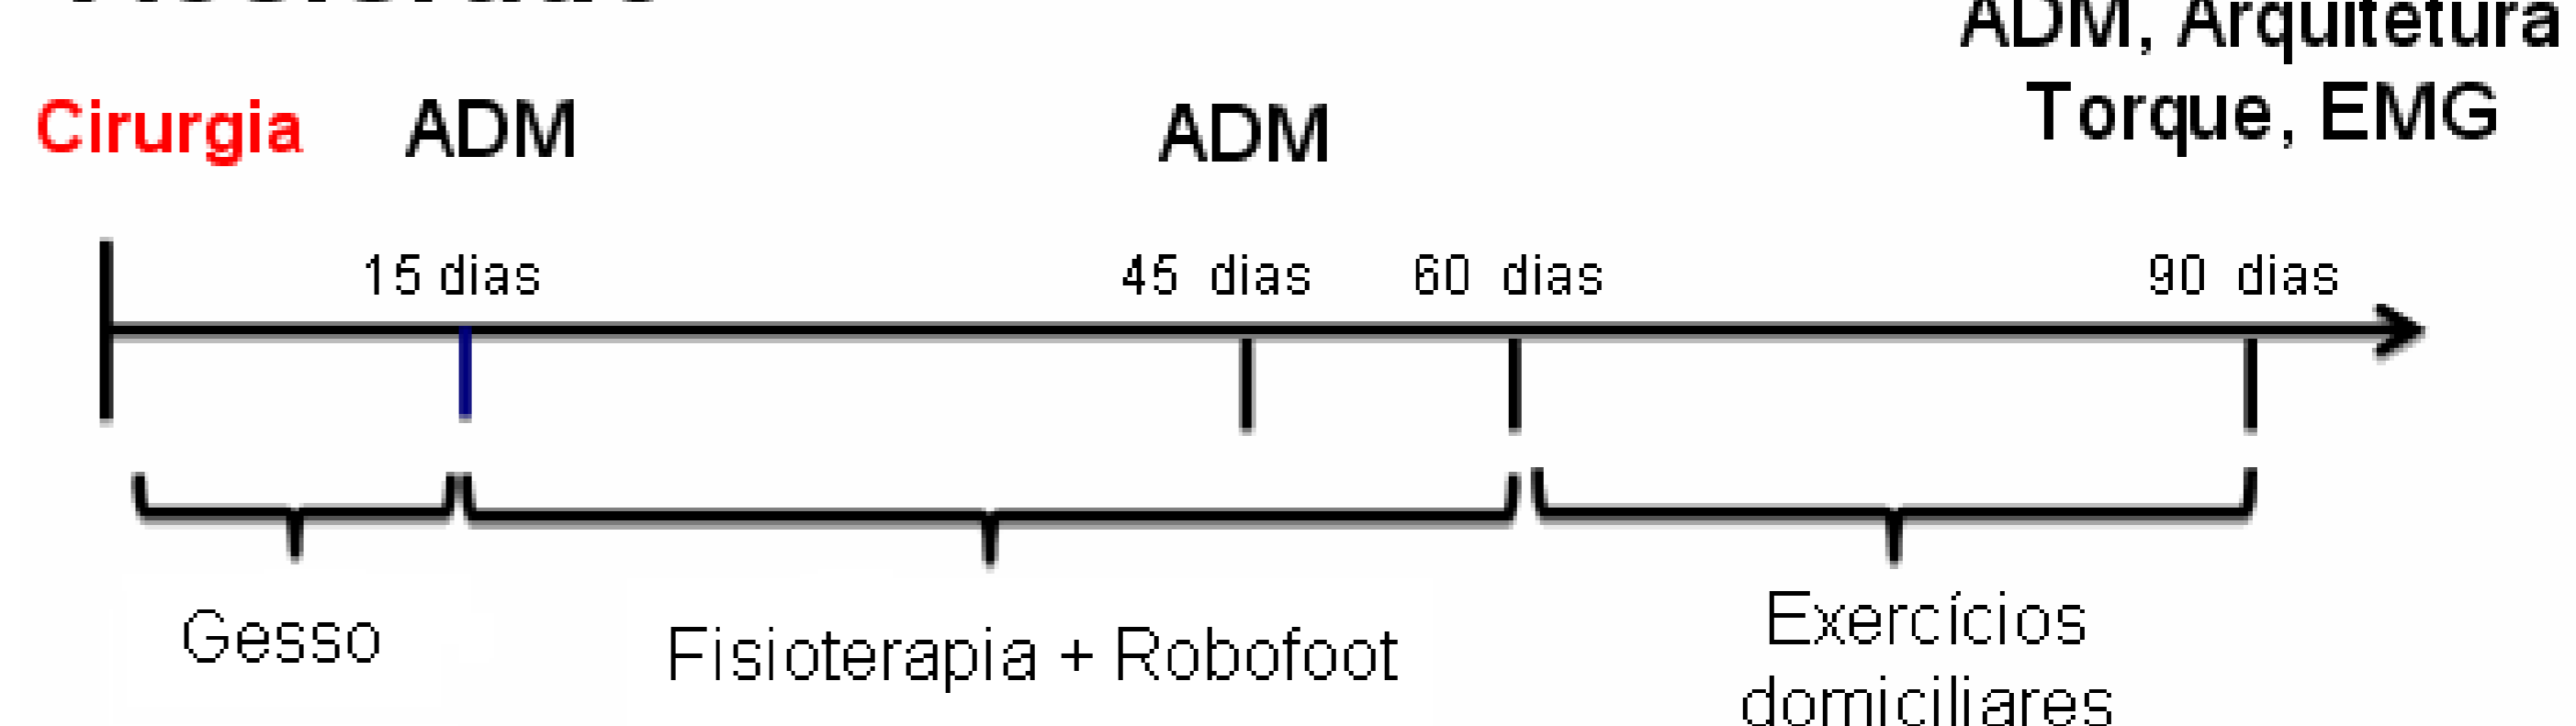 ADM, Arquitetura
Torque, EMG
Cirurgia ADM ADM
15 dias 45 dias 60 dias 90 dias
Gesso
Fisioterapia + Robofoot
Exercícios
domiciliares